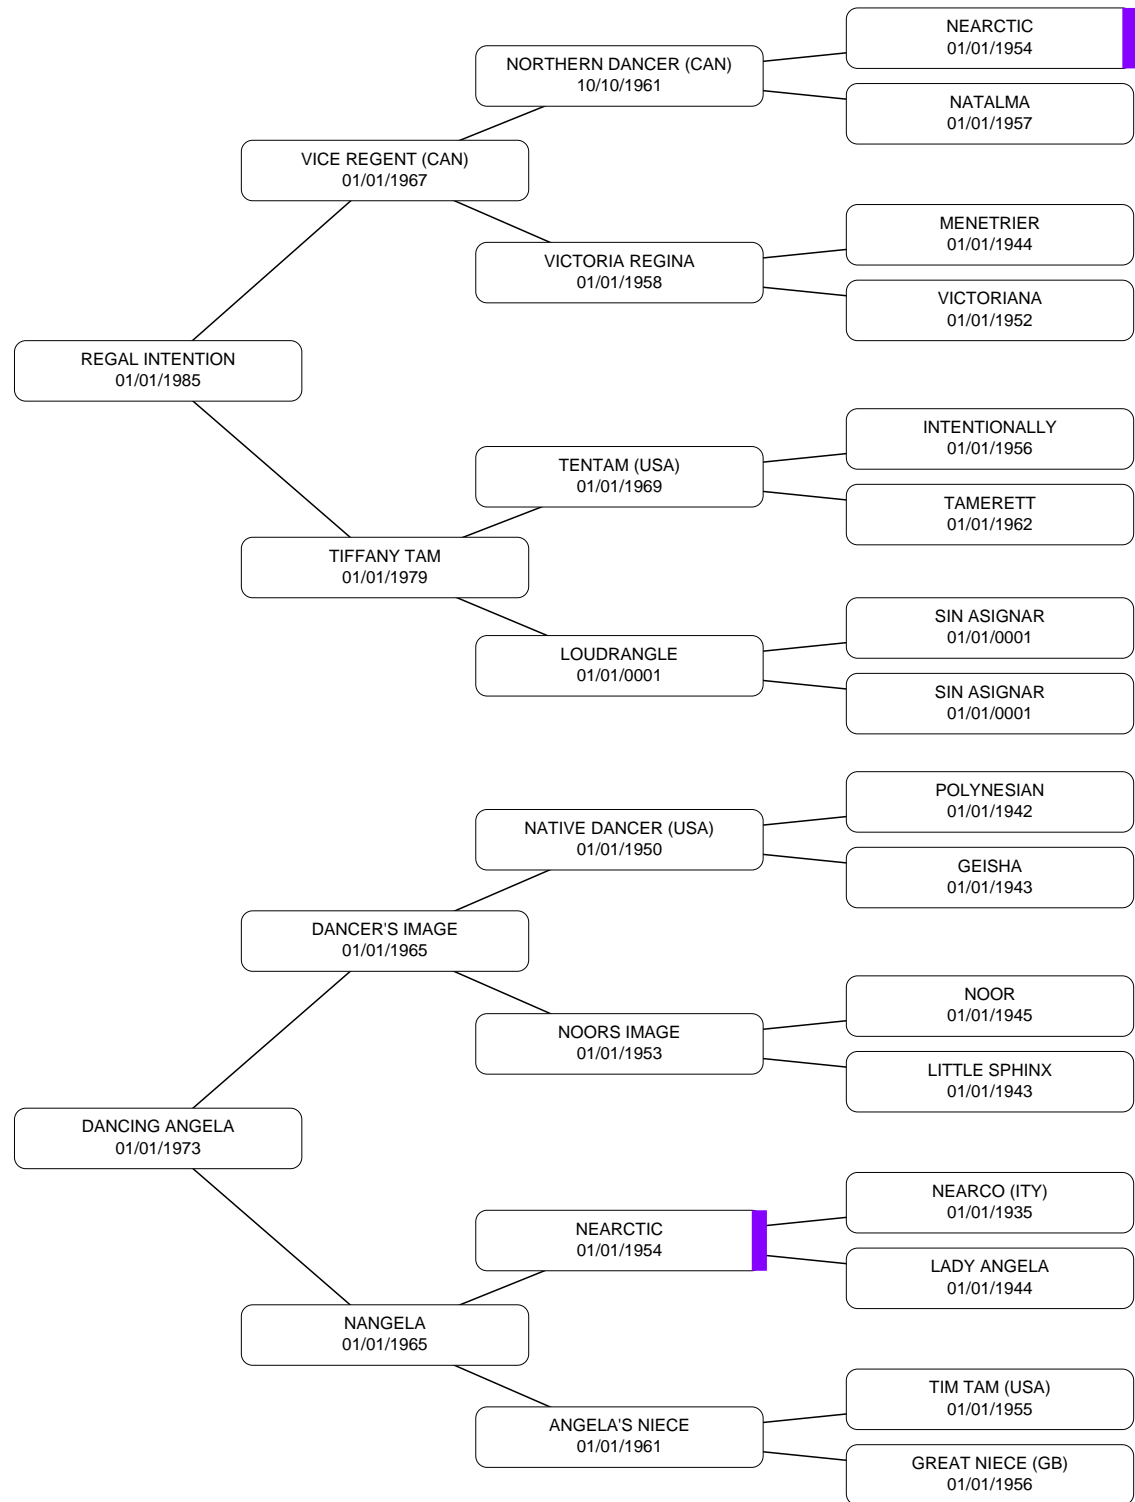 NEARCTIC
01/01/1954
NORTHERN DANCER (CAN)
10/10/1961
NATALMA
01/01/1957
VICE REGENT (CAN)
01/01/1967
MENETRIER
01/01/1944
VICTORIA REGINA
01/01/1958
VICTORIANA
01/01/1952
REGAL INTENTION
01/01/1985
INTENTIONALLY
01/01/1956
TENTAM (USA)
01/01/1969
TAMERETT
01/01/1962
TIFFANY TAM
01/01/1979
SIN ASIGNAR
01/01/0001
LOUDRANGLE
01/01/0001
SIN ASIGNAR
01/01/0001
POLYNESIAN
01/01/1942
NATIVE DANCER (USA)
01/01/1950
GEISHA
01/01/1943
DANCER'S IMAGE
01/01/1965
NOOR
01/01/1945
NOORS IMAGE
01/01/1953
LITTLE SPHINX
01/01/1943
DANCING ANGELA
01/01/1973
NEARCO (ITY)
01/01/1935
NEARCTIC
01/01/1954
LADY ANGELA
01/01/1944
NANGELA
01/01/1965
TIM TAM (USA)
01/01/1955
ANGELA'S NIECE
01/01/1961
GREAT NIECE (GB)
01/01/1956